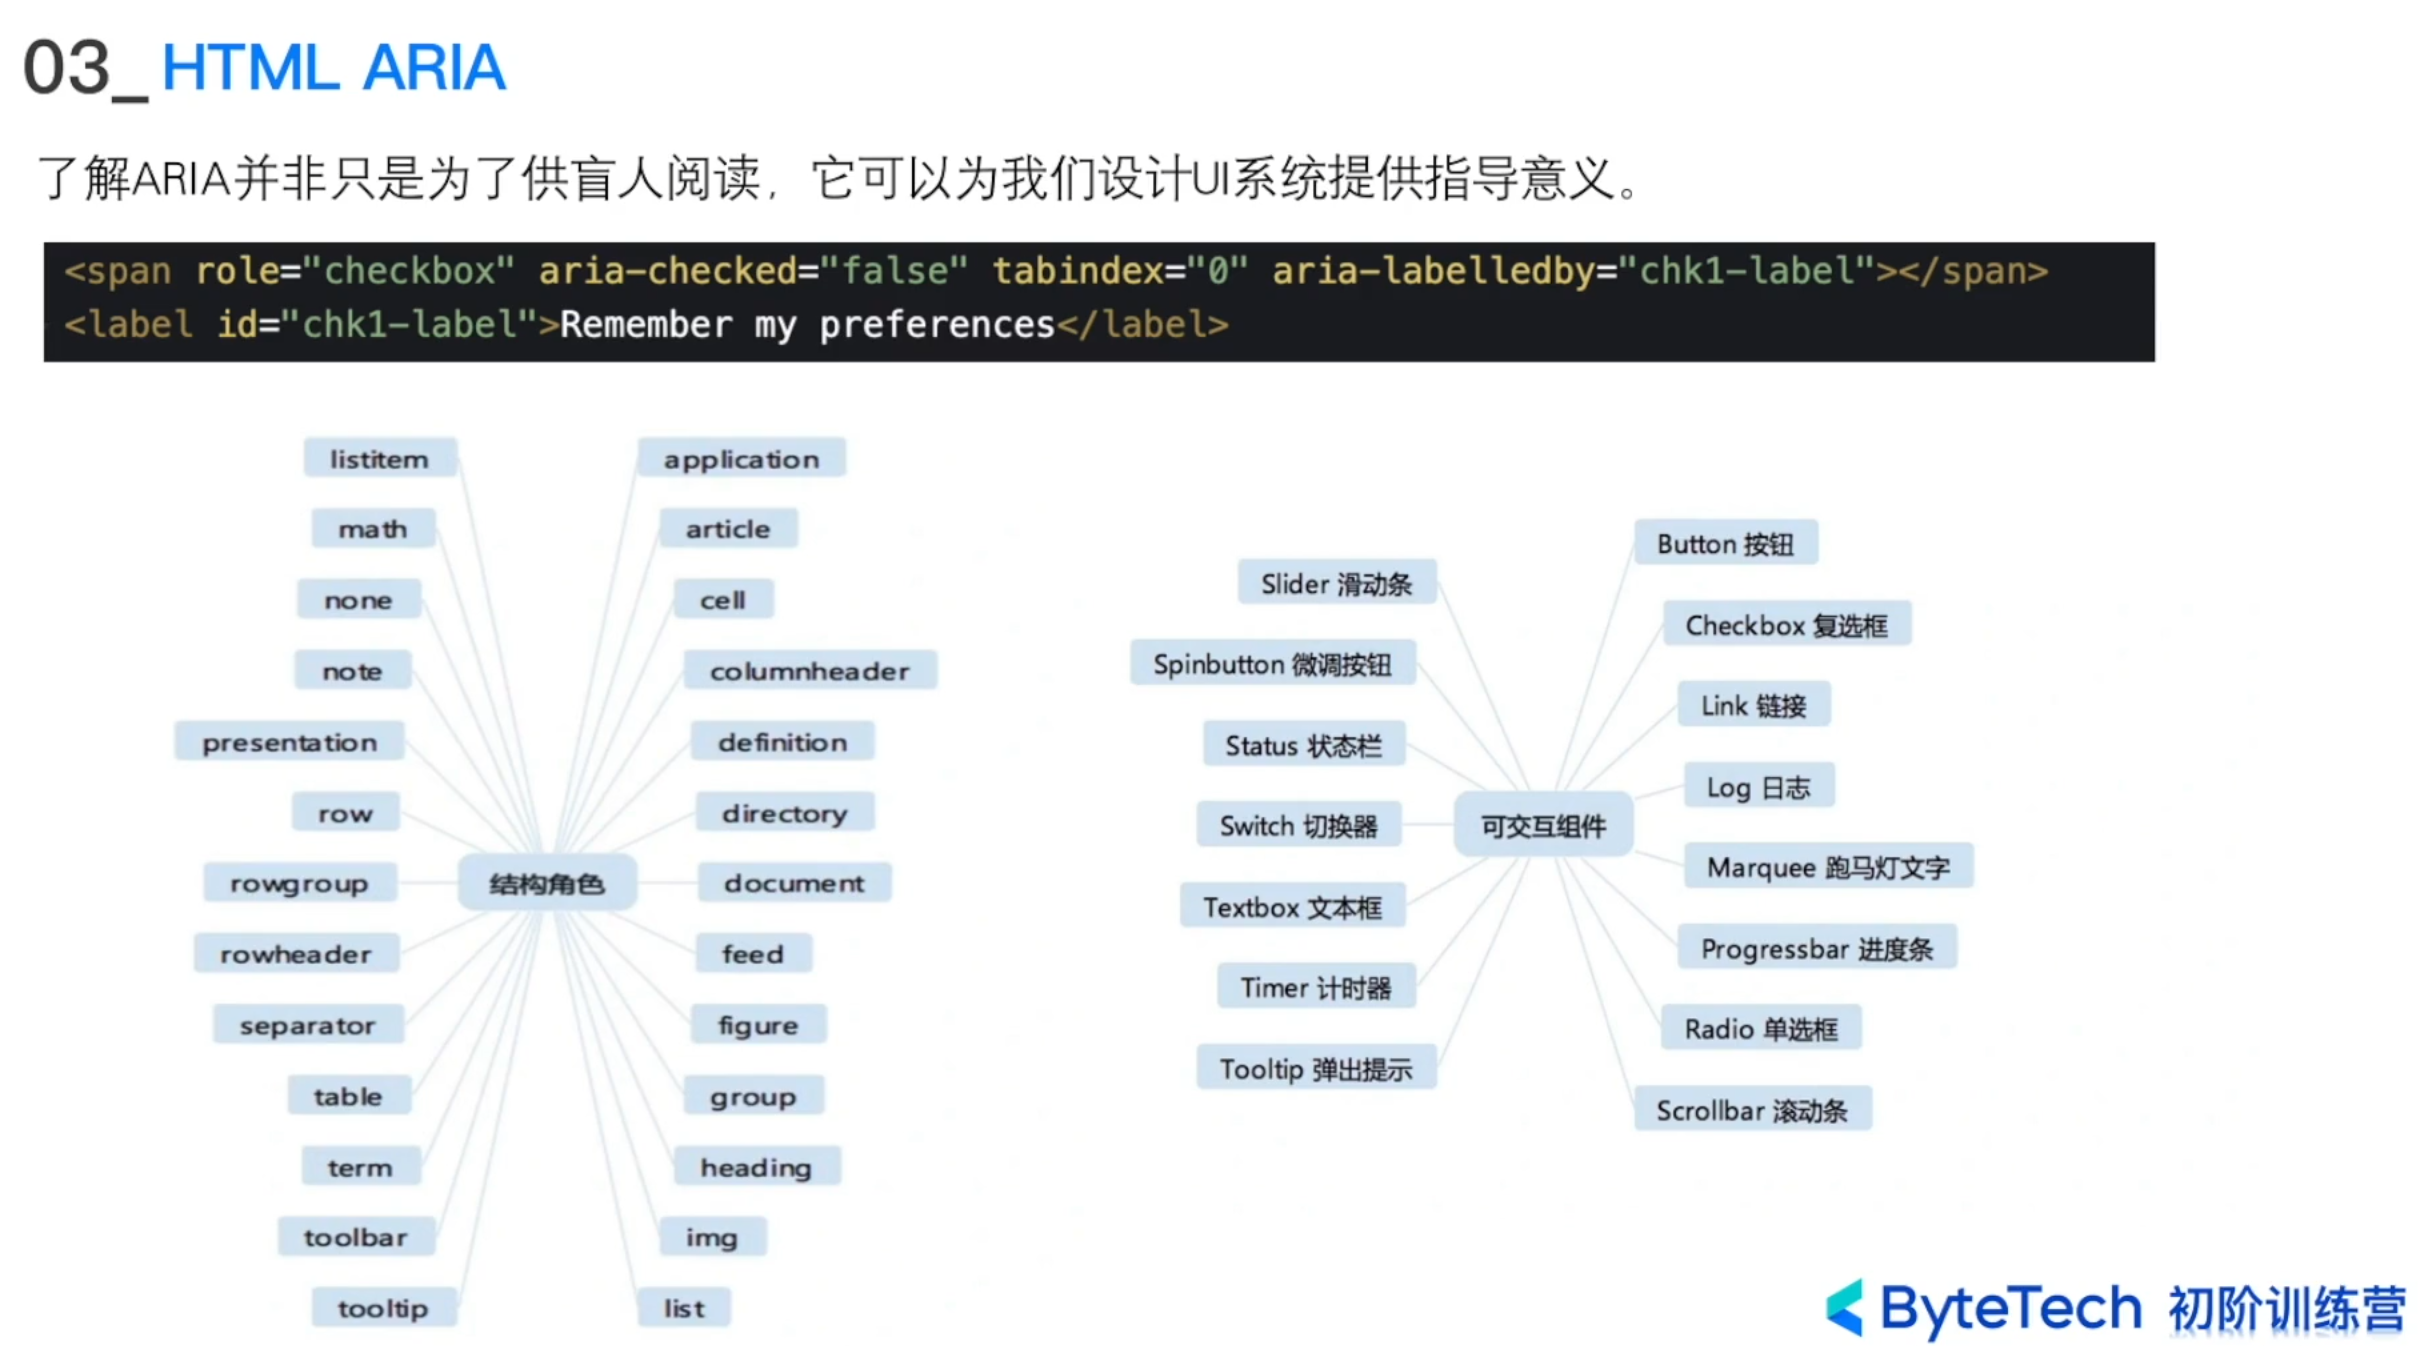 03_ HTML ARIA
了解ARIA并非只是为了供盲人阅读，它可以为我们设计UI系统提供指导意义。
<span role="checkbox" aria-checked="false" tabindex="0" aria-labelledby="chk1-label"></span>
<label id="chk1-label">Remember my preferences</label>
listitem
math
none
note
presentation
row
rowgroup
rowheader
separator
table
term
toolbar
tooltip
结构角色
application
article
cell
columnheader
definition
directory
document
feed
figure
group
heading
img
list
Slider 滑动条
Spinbutton 微调按钮
Status 状态栏
Switch 切换器
Textbox 文本框
Timer 计时器
Tooltip 弹出提示
可交互组件
Button 按钮
Checkbox 复选框
Link 链接
Log 日志
Marquee 跑马灯文字
Progressbar 进度条
Radio 单选框
Scrollbar 滚动条
ByteTech 初阶训练营